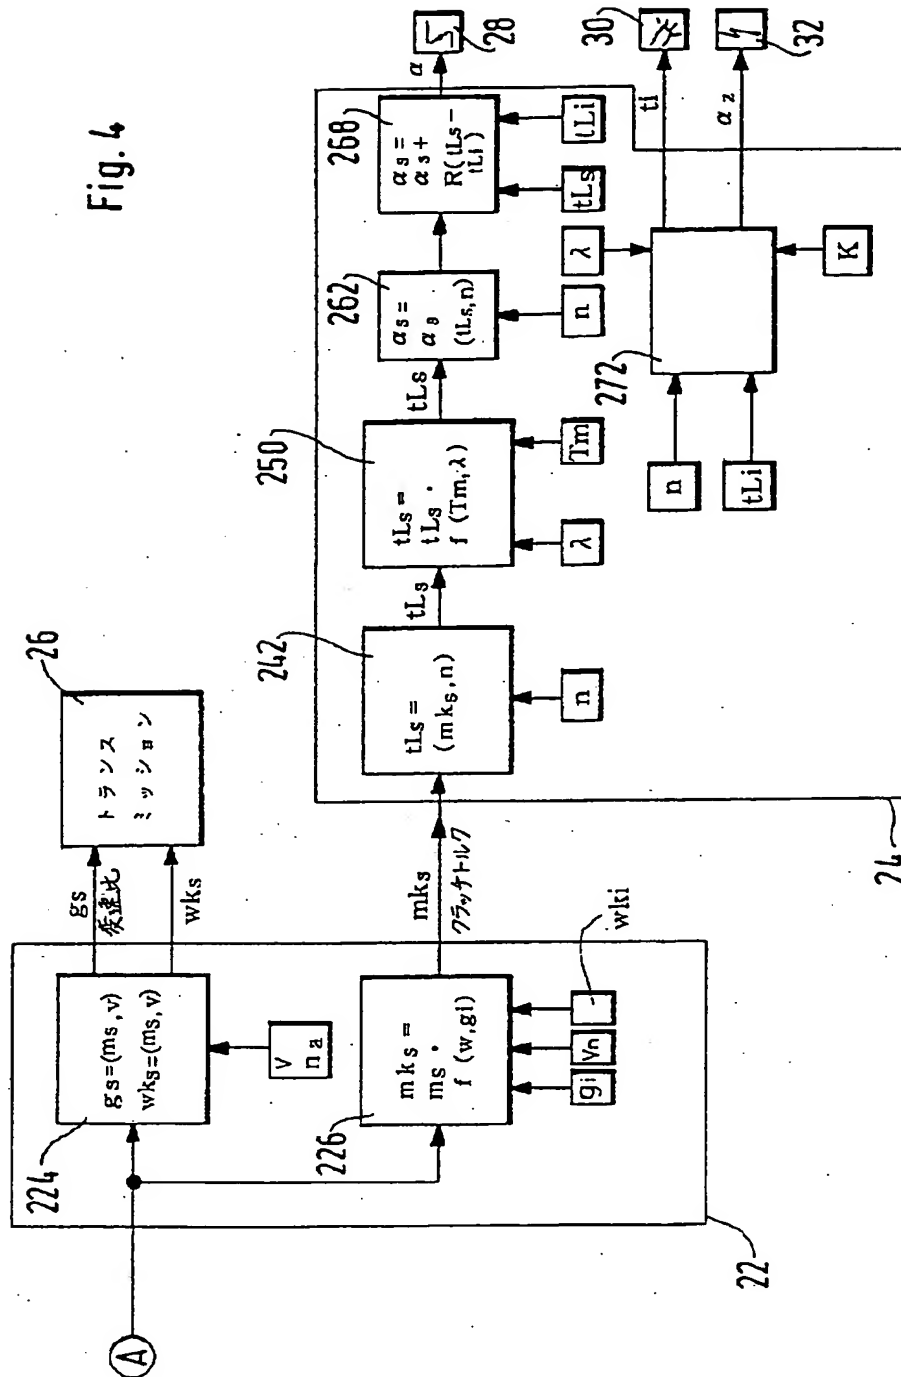 Fig. 4
A
22
224
gs=(ms, v)
wks=(ms, v)
V
na
gs
変速比
wks
26
トランス
ミッション
226
mks =
ms ·
f (w, gi)
gi
Vn
wki
mks
クラッチトルク
24
242
tLs=
(mks, n)
n
tLs
250
tLs=
tLs ·
f (Tm, λ)
λ
Tm
tLs
262
αs=
αs
(tLs, n)
n
268
αs=
αs+
R(tLs-
tLi)
tLs
tLi
α
28
272
n
tLi
λ
K
ti
30
αz
32